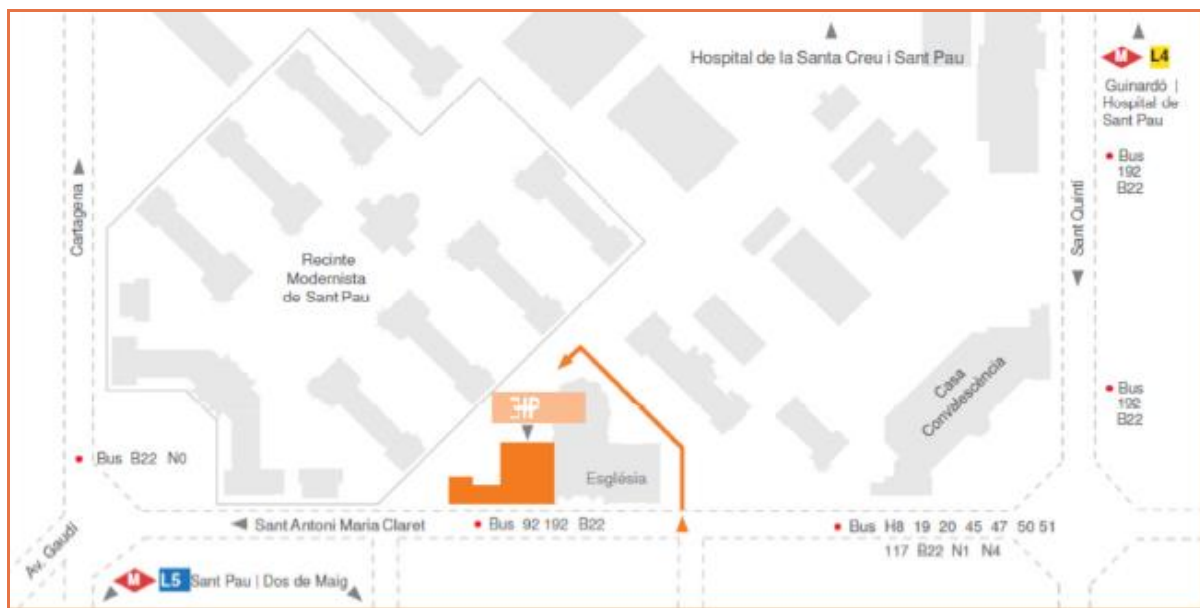 Hospital de la Santa Creu i Sant Pau
M L4
Guinardó |
Hospital de
Sant Pau
Bus
192
B22
Cartagena
Sant Quintí
Recinte
Modernista
de Sant Pau
Casa
Convalescència
Bus
192
B22
Bus B22 N0
Església
Sant Antoni Maria Claret
Bus 92 192 B22
Bus H8 19 20 45 47 50 51
117 B22 N1 N4
Av. Gaudí
M L5 Sant Pau | Dos de Maig